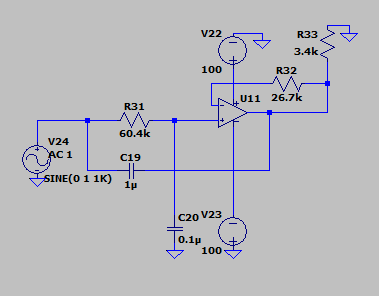 V22
R33
3.4k
100
R32
U11
26.7k
R31
60.4k
V24
AC 1
C19
SINE(0 1 1K)
1µ
C20
V23
0.1µ
100